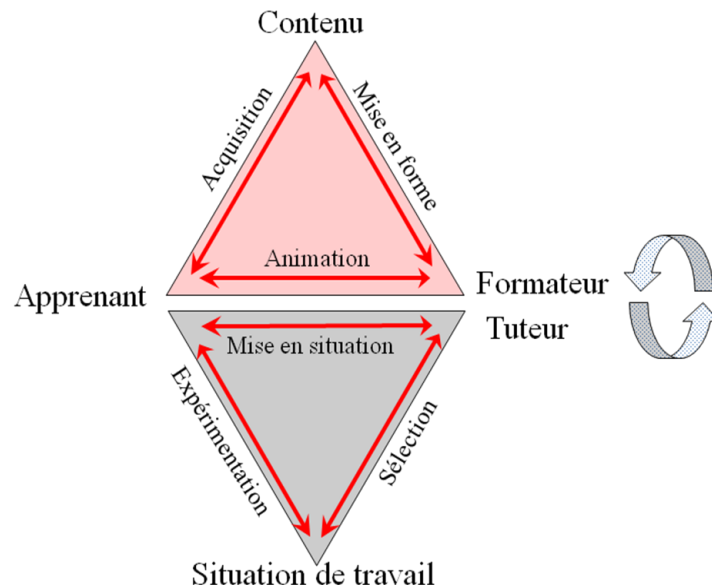 Contenu
Acquisition
Mise en forme
Animation
Apprenant
Formateur
Tuteur
Mise en situation
Expérimentation
Sélection
Situation de travail